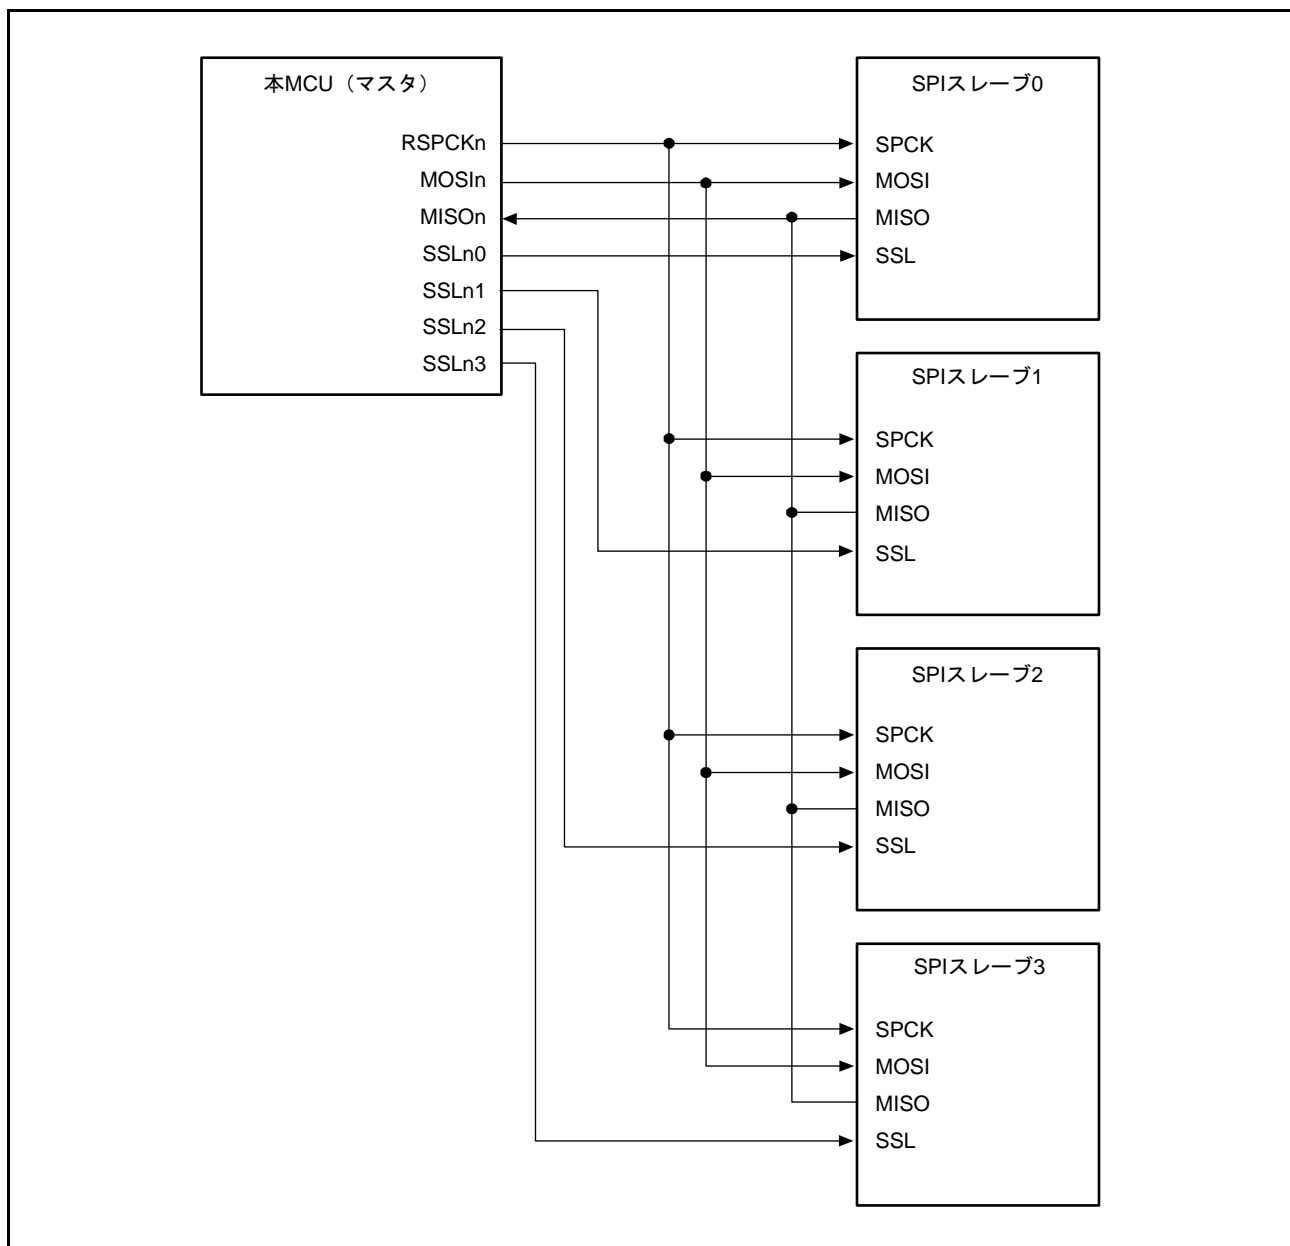 本MCU（マスタ）
RSPCKn
MOSIn
MISOn
SSLn0
SSLn1
SSLn2
SSLn3
SPIスレーブ0
SPCK
MOSI
MISO
SSL
SPIスレーブ1
SPCK
MOSI
MISO
SSL
SPIスレーブ2
SPCK
MOSI
MISO
SSL
SPIスレーブ3
SPCK
MOSI
MISO
SSL